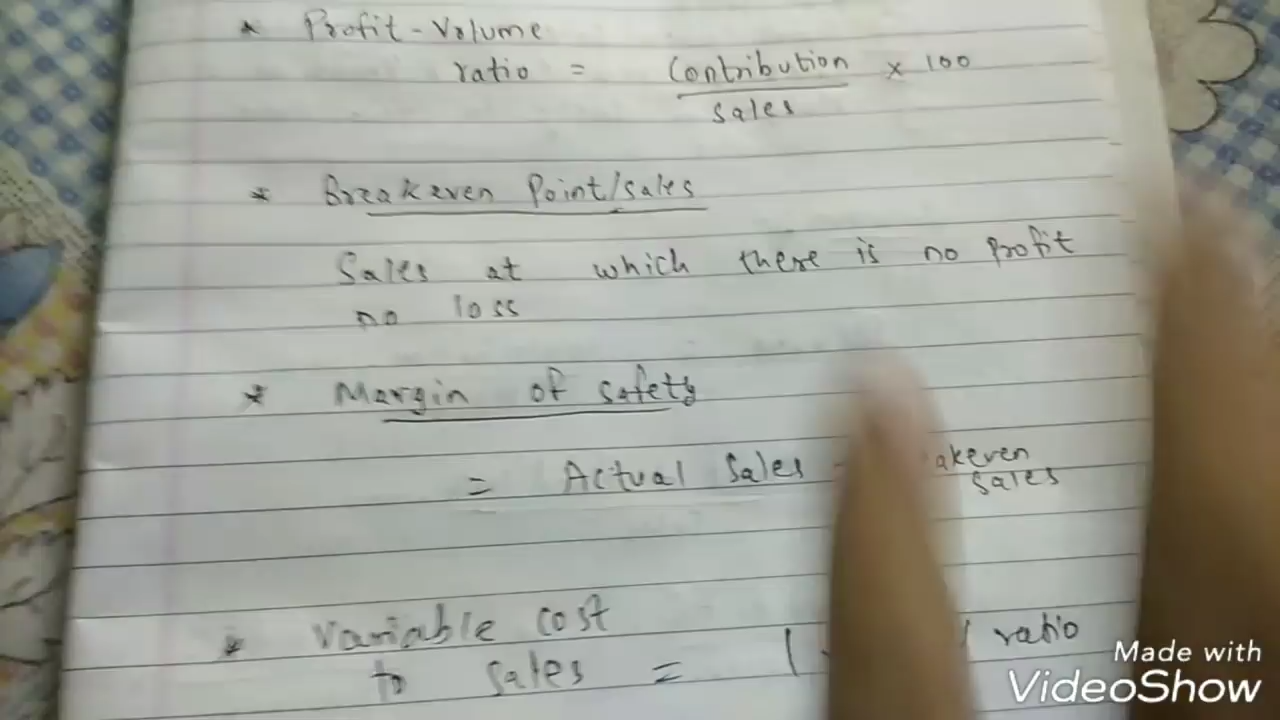 * Profit-Volume
ratio = Contribution × 100
sales
* Breakeven Point/sales
Sales at which there is no profit
no loss
* Margin of safety
= Actual Sales akeven
sales
* Variable cost
to sales = ratio
Made with
VideoShow